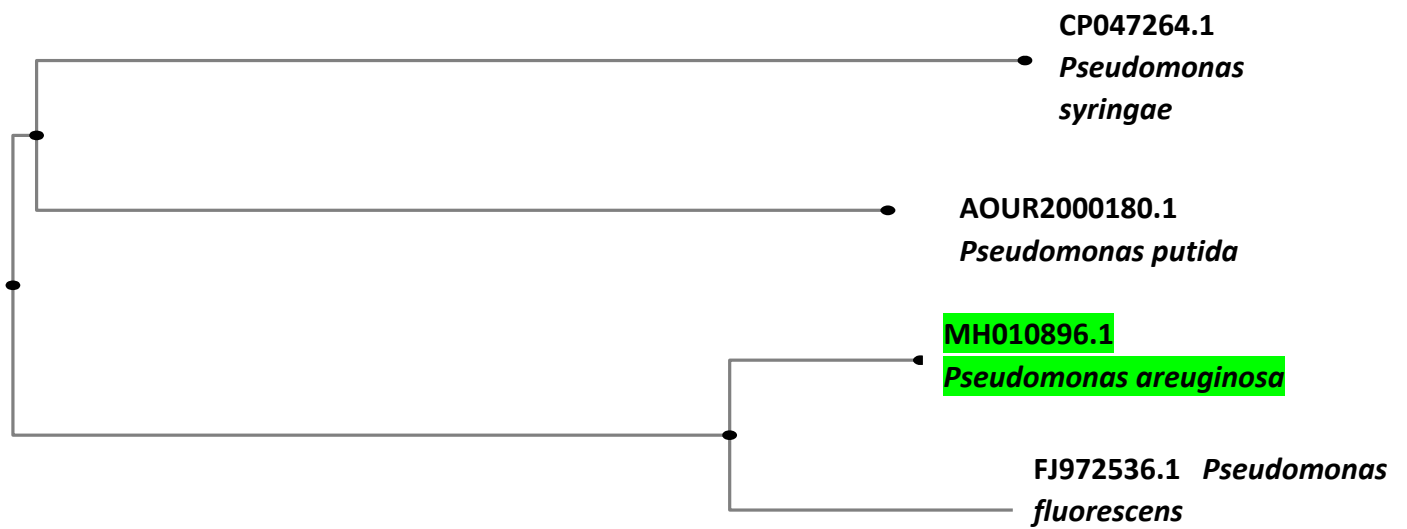 CP047264.1
Pseudomonas
syringae
AOUR2000180.1
Pseudomonas putida
MH010896.1
Pseudomonas areuginosa
FJ972536.1 Pseudomonas
fluorescens